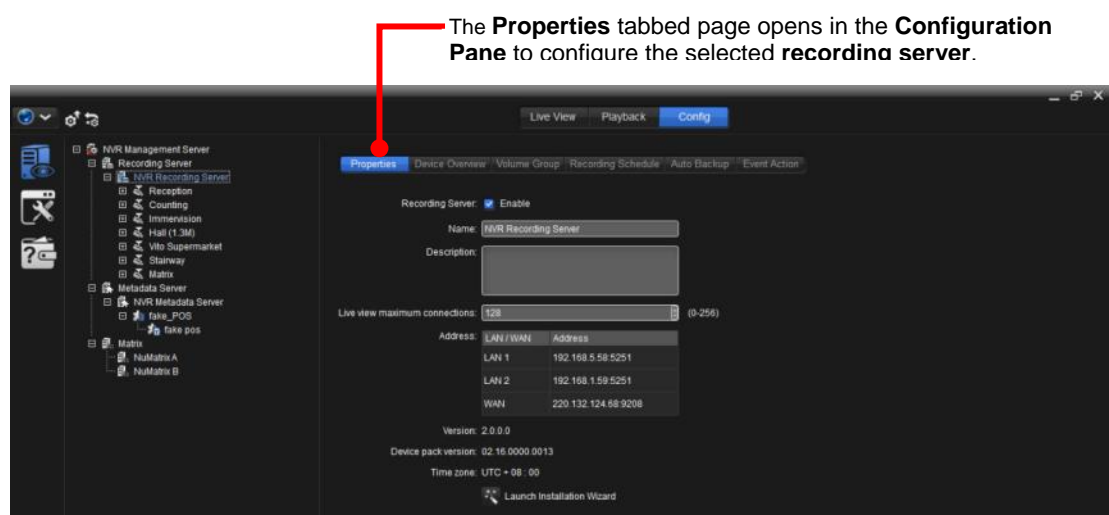 The Properties tabbed page opens in the Configuration
Pane to configure the selected recording server.
Live View Playback Config
NVR Management Server
Recording Server
NVR Recording Server
Reception
Counting
Immervision
Hall (1.3M)
Vito Supermarket
Stairway
Matrix
Metadata Server
NVR Metadata Server
fake_POS
fake pos
Matrix
NuMatrix A
NuMatrix B
Properties Device Overview Volume Group Recording Schedule Auto Backup Event Action
Recording Server: Enable
Name: NVR Recording Server
Description:
Live view maximum connections: 128 (0-256)
Address: LAN / WAN Address
LAN 1 192.168.5.58:5251
LAN 2 192.168.1.59:5251
WAN 220.132.124.68:9208
Version: 2.0.0.0
Device pack version: 02.16.0000.0013
Time zone: UTC + 08 : 00
Launch Installation Wizard